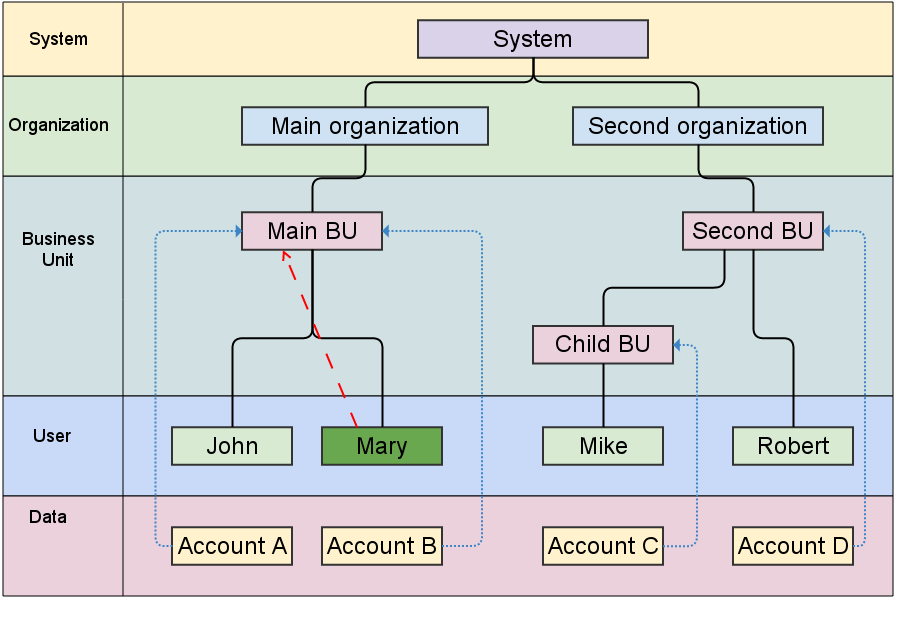 System
System
Organization
Main organization
Second organization
Business
Unit
Main BU
Second BU
Child BU
User
John
Mary
Mike
Robert
Data
Account A
Account B
Account C
Account D